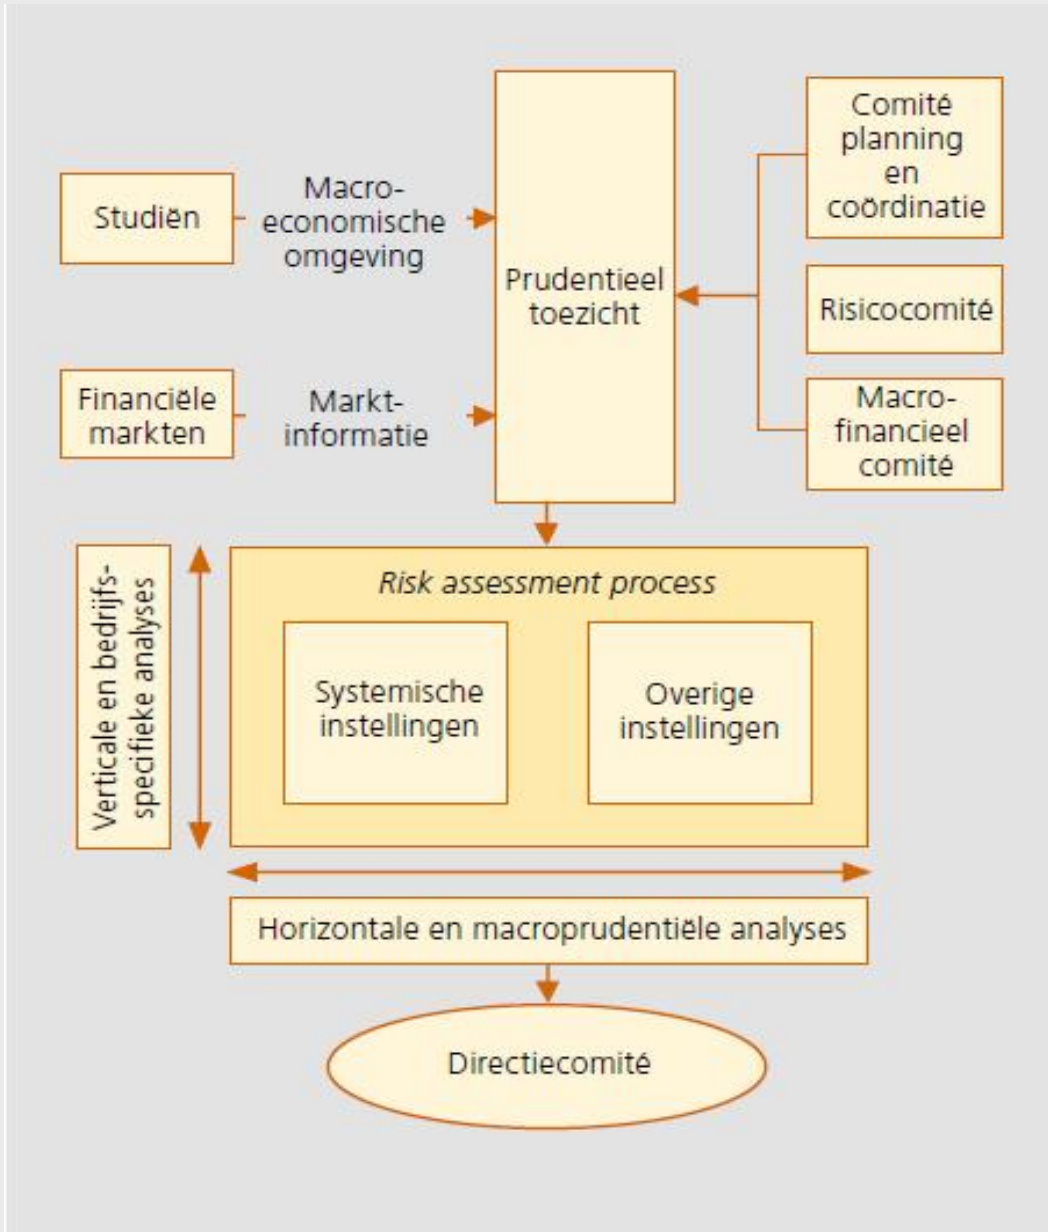 Studiën
Macro-
economische
omgeving
Financiële
markten
Markt-
informatie
Prudentieel
toezicht
Comité
planning
en
coördinatie
Risicocomité
Macro-
financieel
comité
Verticale en bedrijfs-
specifieke analyses
Risk assessment process
Systemische
instellingen
Overige
instellingen
Horizontale en macroprudentiële analyses
Directiecomité